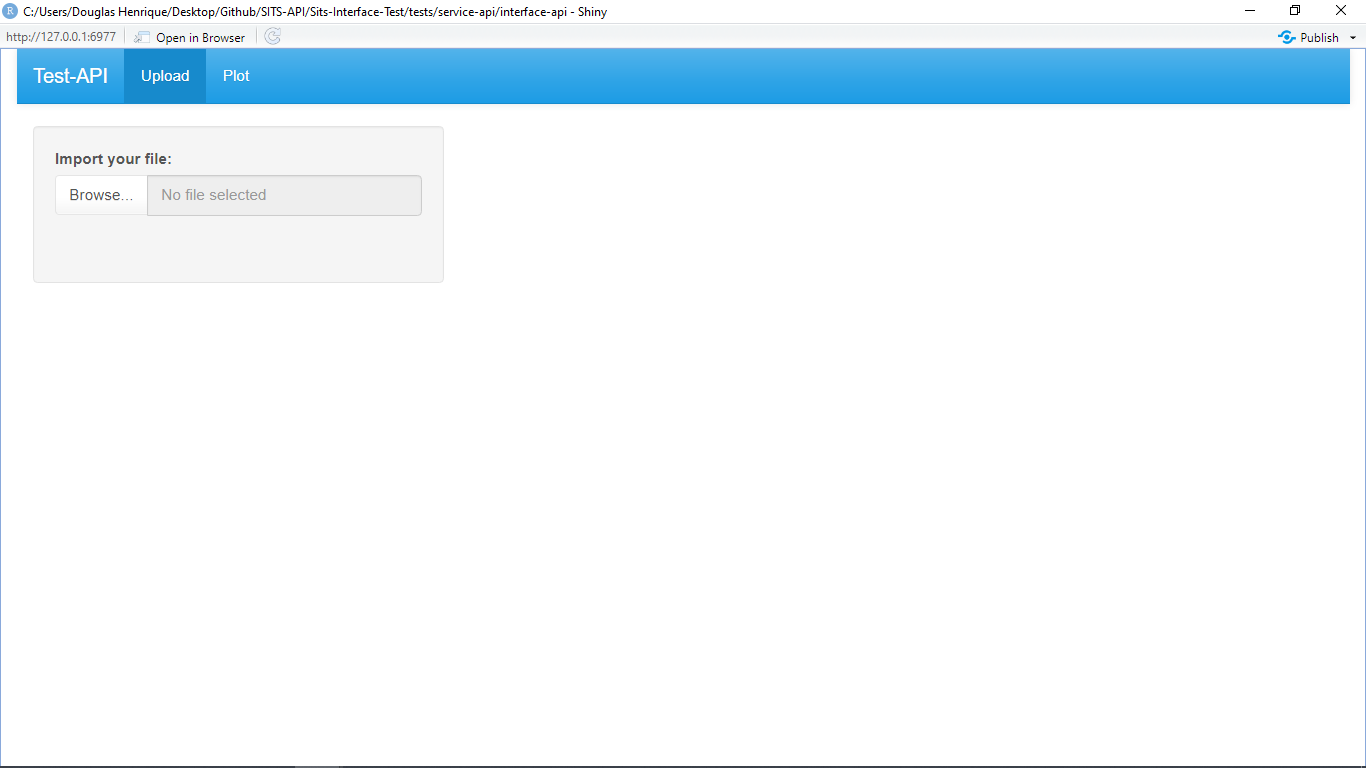 R C:/Users/Douglas Henrique/Desktop/Github/SITS-API/Sits-Interface-Test/tests/service-api/interface-api - Shiny
http://127.0.0.1:6977 Open in Browser Publish
Test-API Upload Plot
Import your file:
Browse... No file selected